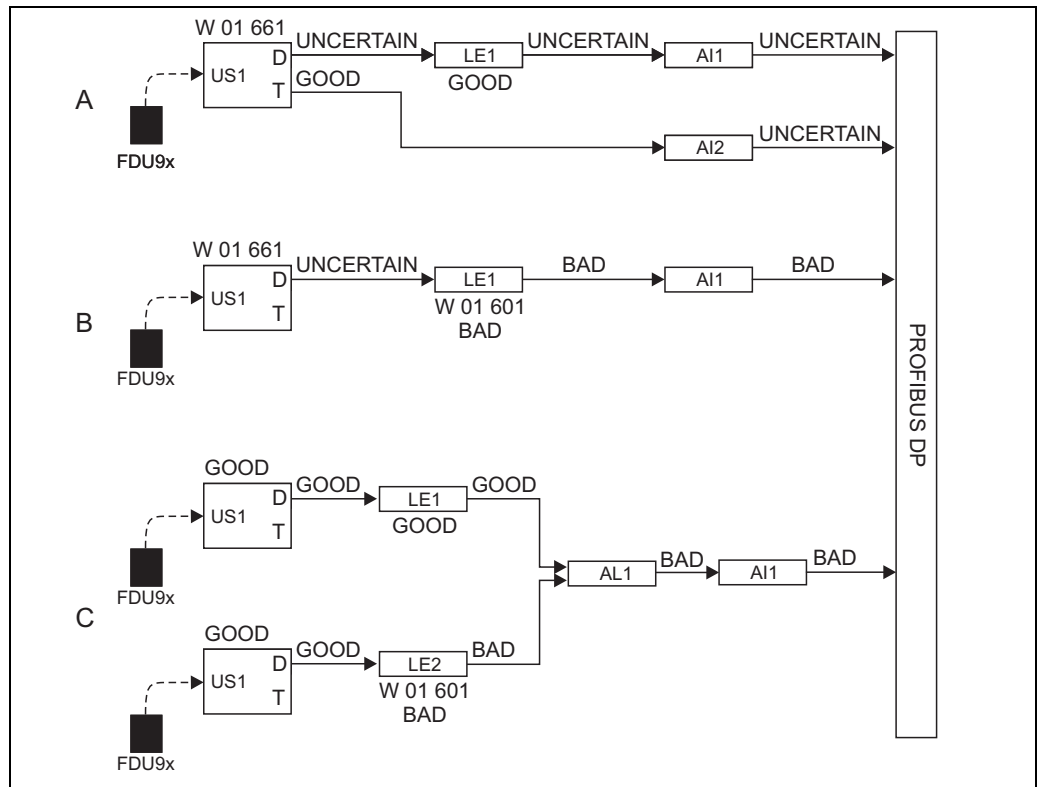 W 01 661
A
US1
D
T
FDU9x
UNCERTAIN
LE1
GOOD
UNCERTAIN
AI1
UNCERTAIN
GOOD
AI2
UNCERTAIN
W 01 661
B
US1
D
T
FDU9x
UNCERTAIN
LE1
W 01 601
BAD
BAD
AI1
BAD
PROFIBUS DP
C
GOOD
US1
D
T
FDU9x
GOOD
LE1
GOOD
GOOD
AL1
BAD
AI1
BAD
GOOD
US1
D
T
FDU9x
GOOD
LE2
W 01 601
BAD
BAD